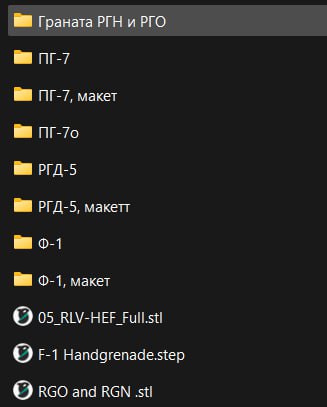 Граната РГН и РГО
ПГ-7
ПГ-7, макет
ПГ-7о
РГД-5
РГД-5, макетт
Ф-1
Ф-1, макет
05_RLV-HEF_Full.stl
F-1 Handgrenade.step
RGO and RGN .stl